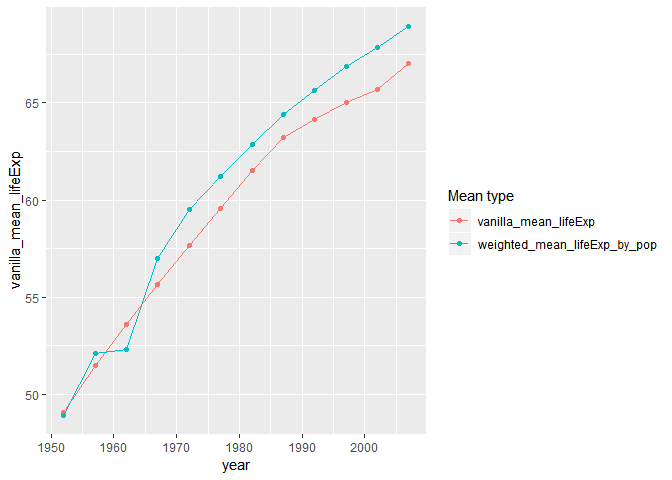 vanilla_mean_lifeExp
65
60
55
50
1950
1960
1970
1980
1990
2000
year
Mean type
vanilla_mean_lifeExp
weighted_mean_lifeExp_by_pop